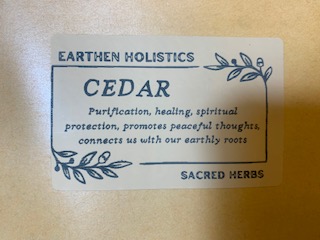 EARTHEN HOLISTICS
CEDAR
Purification, healing, spiritual
protection, promotes peaceful thoughts,
connects us with our earthly roots
SACRED HERBS